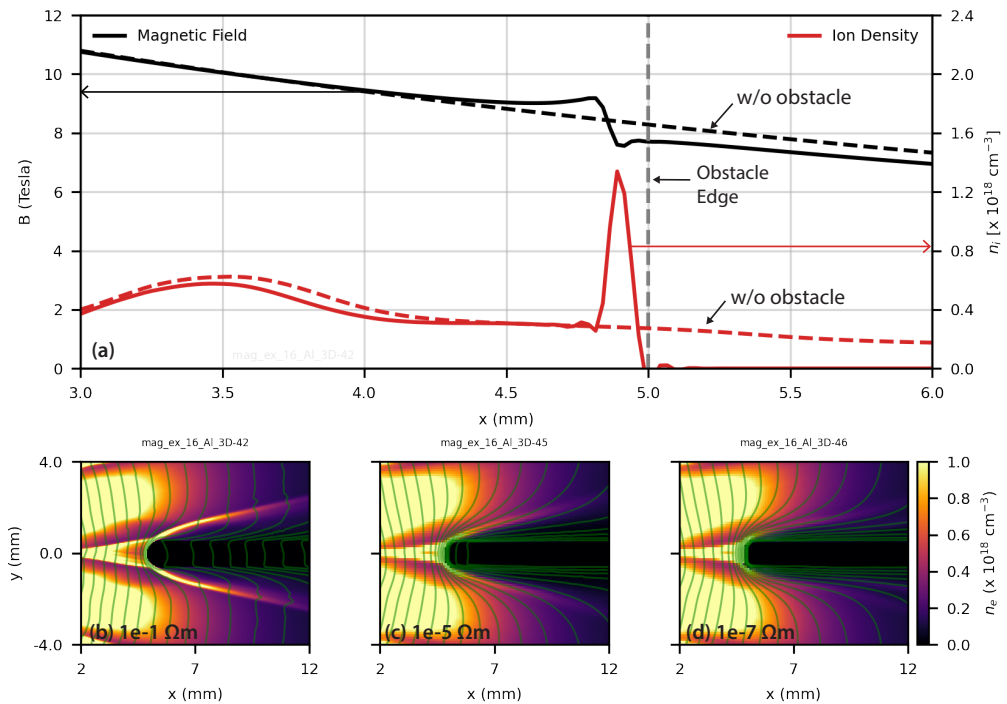 12
10
8
6
4
2
0
B (Tesla)
Magnetic Field
Ion Density
w/o obstacle
Obstacle
Edge
w/o obstacle
(a)
mag_ex_16_Al_3D-42
2.4
2.0
1.6
1.2
0.8
0.4
0.0
n_i [x 10^18 cm^−3]
3.0 3.5 4.0 4.5 5.0 5.5 6.0
x (mm)
mag_ex_16_Al_3D-42
mag_ex_16_Al_3D-45
mag_ex_16_Al_3D-46
4.0
0.0
-4.0
y (mm)
(b) 1e-1 Ωm
(c) 1e-5 Ωm
(d) 1e-7 Ωm
1.0
0.8
0.6
0.4
0.2
0.0
n_e (x 10^18 cm^−3)
2 7 12
2 7 12
2 7 12
x (mm)
x (mm)
x (mm)